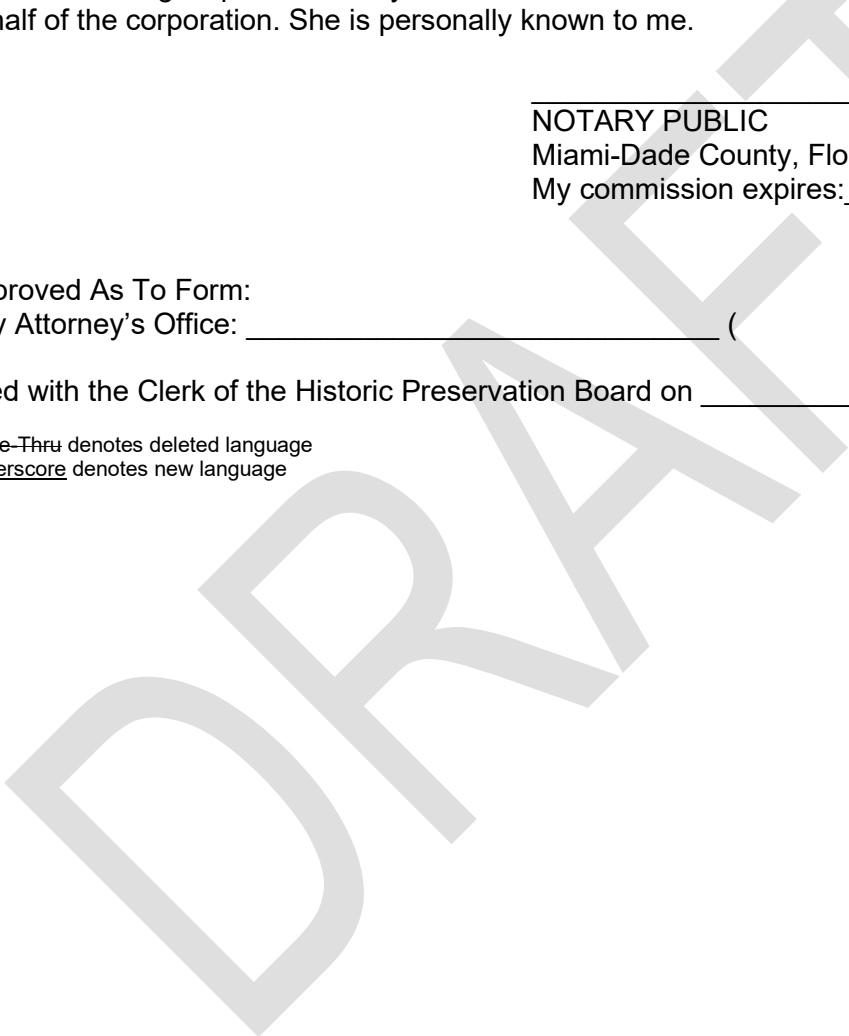 half of the corporation. She is personally known to me.
NOTARY PUBLIC
Miami-Dade County, Flo
My commission expires:
proved As To Form:
y Attorney’s Office: ______________________________ (
ed with the Clerk of the Historic Preservation Board on __________
e-Thru denotes deleted language
erscore denotes new language
DRAFT